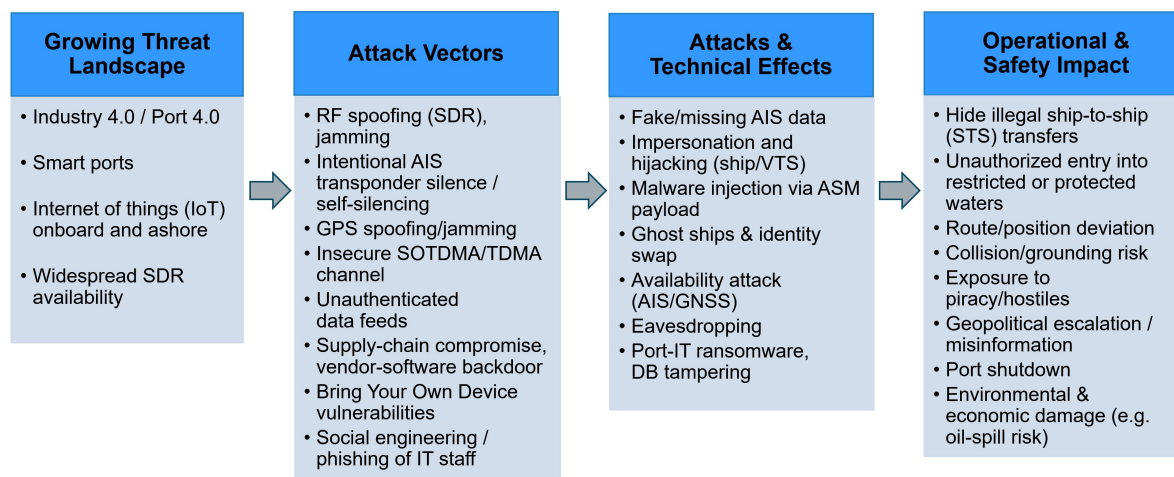 Growing Threat
Landscape
• Industry 4.0 / Port 4.0
• Smart ports
• Internet of things (IoT)
onboard and ashore
• Widespread SDR
availability
Attack Vectors
• RF spoofing (SDR),
jamming
• Intentional AIS
transponder silence /
self-silencing
• GPS spoofing/jamming
• Insecure SOTDMA/TDMA
channel
• Unauthenticated
data feeds
• Supply-chain compromise,
vendor-software backdoor
• Bring Your Own Device
vulnerabilities
• Social engineering /
phishing of IT staff
Attacks &
Technical Effects
• Fake/missing AIS data
• Impersonation and
hijacking (ship/VTS)
• Malware injection via ASM
payload
• Ghost ships & identity
swap
• Availability attack
(AIS/GNSS)
• Eavesdropping
• Port-IT ransomware,
DB tampering
Operational &
Safety Impact
• Hide illegal ship-to-ship
(STS) transfers
• Unauthorized entry into
restricted or protected
waters
• Route/position deviation
• Collision/grounding risk
• Exposure to
piracy/hostiles
• Geopolitical escalation /
misinformation
• Port shutdown
• Environmental &
economic damage (e.g.
oil-spill risk)